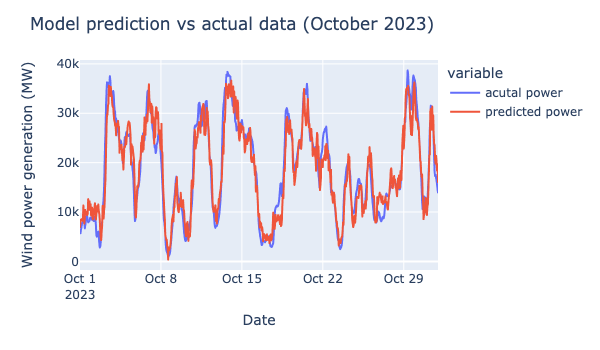 Model prediction vs actual data (October 2023)
Wind power generation (MW)
40k
30k
20k
10k
0
Oct 1
2023
Oct 8
Oct 15
Oct 22
Oct 29
Date
variable
acutal power
predicted power